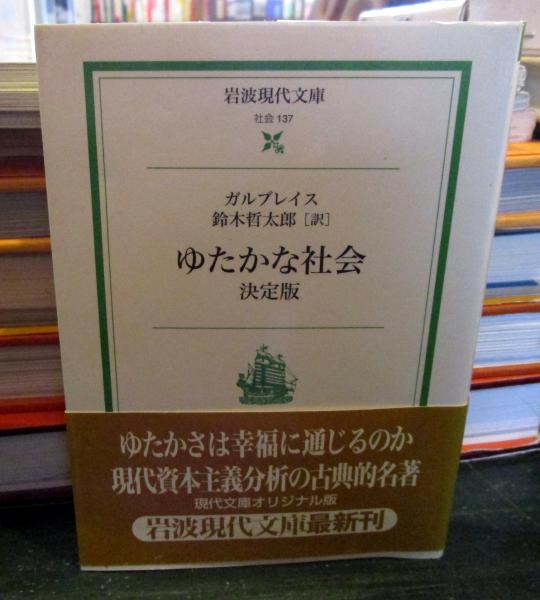 岩波現代文庫
社会 137
ガルブレイス
鈴木哲太郎［訳］
ゆたかな社会
決定版
ゆたかさは幸福に通じるのか
現代資本主義分析の古典的名著
現代文庫オリジナル版
岩波現代文庫最新刊